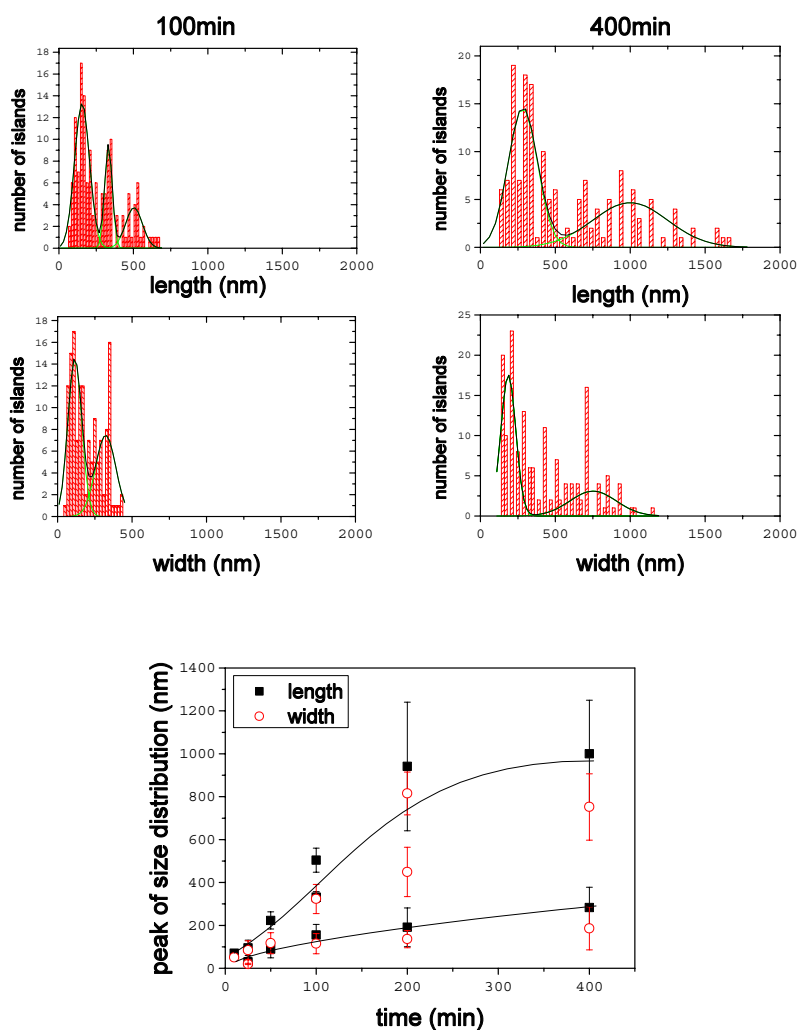 100min
400min
18
16
14
12
10
8
6
4
2
0
number of islands
0 500 1000 1500 2000
length (nm)
20
15
10
5
0
number of islands
0 500 1000 1500 2000
length (nm)
18
16
14
12
10
8
6
4
2
0
number of islands
0 500 1000 1500 2000
width (nm)
25
20
15
10
5
0
number of islands
0 500 1000 1500 2000
width (nm)
1400
1200
1000
800
600
400
200
0
peak of size distribution (nm)
length
width
0 100 200 300 400
time (min)